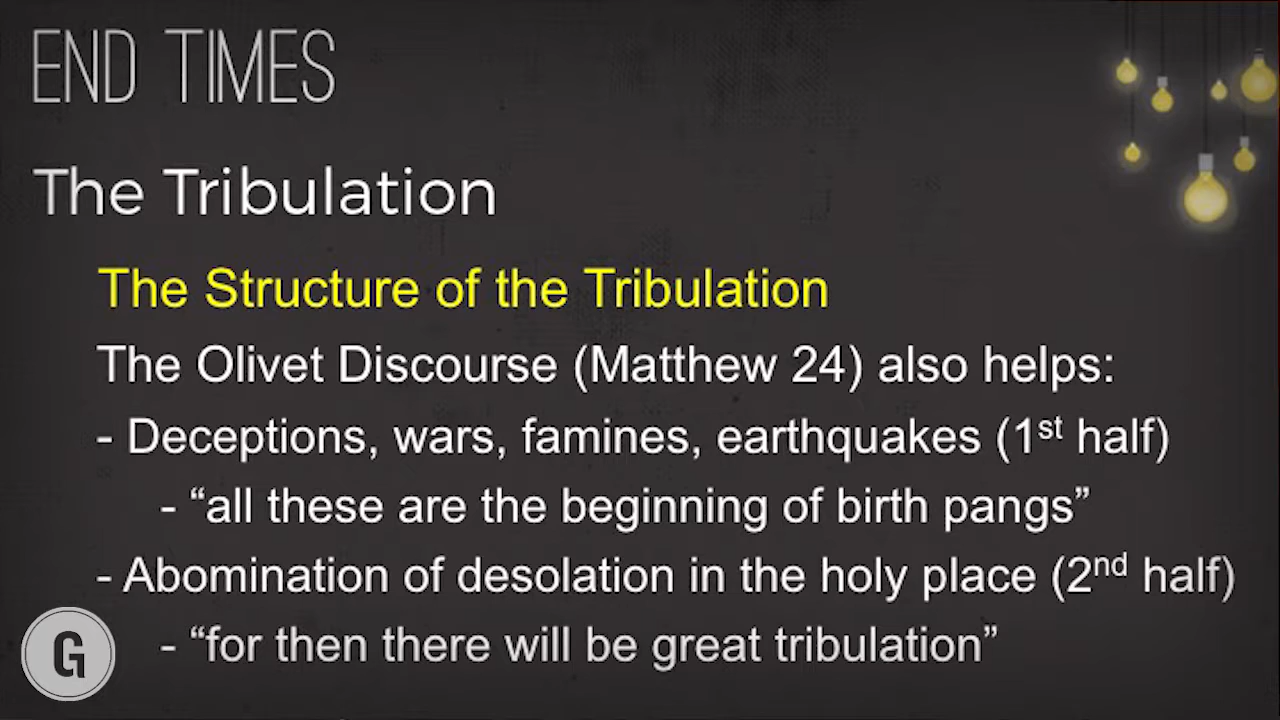 END TIMES
The Tribulation
The Structure of the Tribulation
The Olivet Discourse (Matthew 24) also helps:
- Deceptions, wars, famines, earthquakes (1st half)
- “all these are the beginning of birth pangs”
- Abomination of desolation in the holy place (2nd half)
- “for then there will be great tribulation”
G